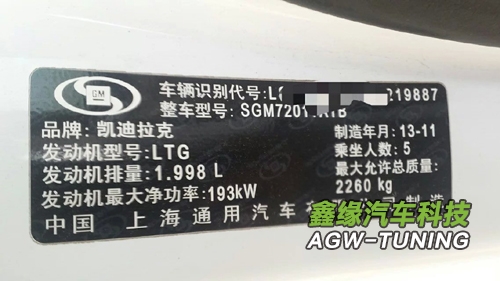 GM
车辆识别代号:L 219887
整车型号:SGM7201 A1B
品牌:凯迪拉克
制造年月:13-11
发动机型号:LTG
乘坐人数:5
发动机排量:1.998 L
最大允许总质量:
发动机最大净功率:193kW
2260 kg
中国 上海通用汽车 司 制造
鑫缘汽车科技
AGW-TUNING